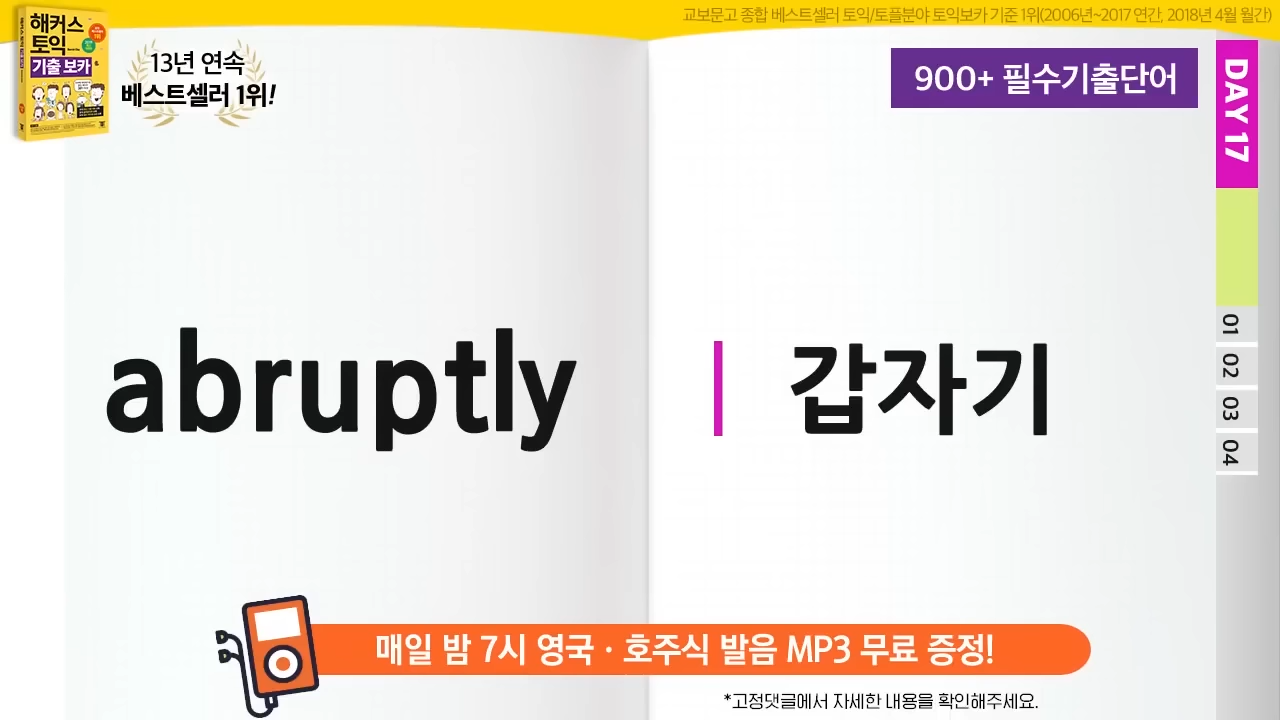 교보문고 종합 베스트셀러 토익/토플분야 토익보카 기준 1위(2006년~2017 연간, 2018년 4월 월간)
해커스
토익
기출 보카
13년 연속
베스트셀러 1위!
900+ 필수기출단어
DAY 17
01
02
03
04
abruptly
갑자기
매일 밤 7시 영국 · 호주식 발음 MP3 무료 증정!
*고정댓글에서 자세한 내용을 확인해주세요.